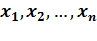 x₁, x₂, ..., xₙ